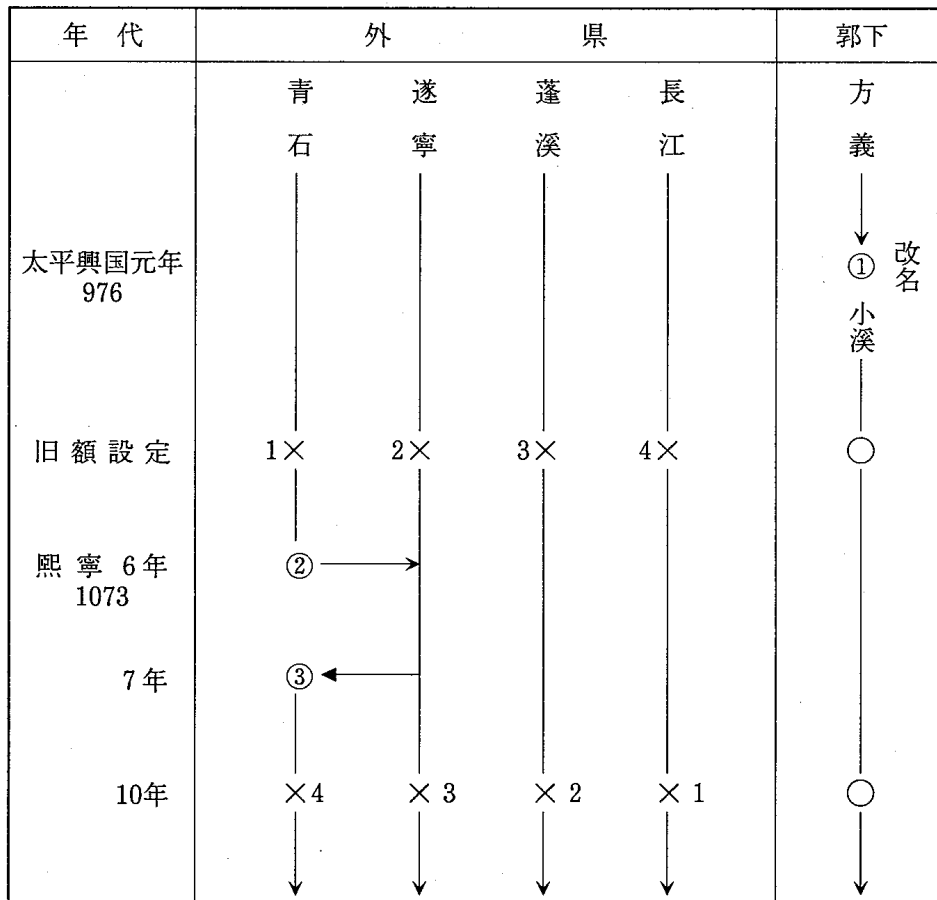 年代 外県 郭下
青石 遂寧 蓬溪 長江 方義
太平興国元年 ① 改名
976
小溪
旧額設定 1× 2× 3× 4× ○
熙寧6年 ②
1073
7年 ③
10年 ×4 ×3 ×2 ×1 ○